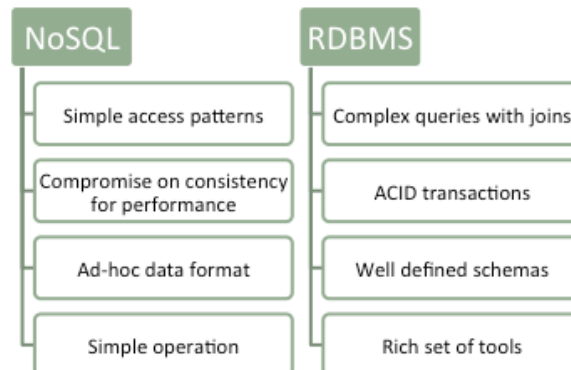 NoSQL
Simple access patterns
Compromise on consistency
for performance
Ad-hoc data format
Simple operation
RDBMS
Complex queries with joins
ACID transactions
Well defined schemas
Rich set of tools